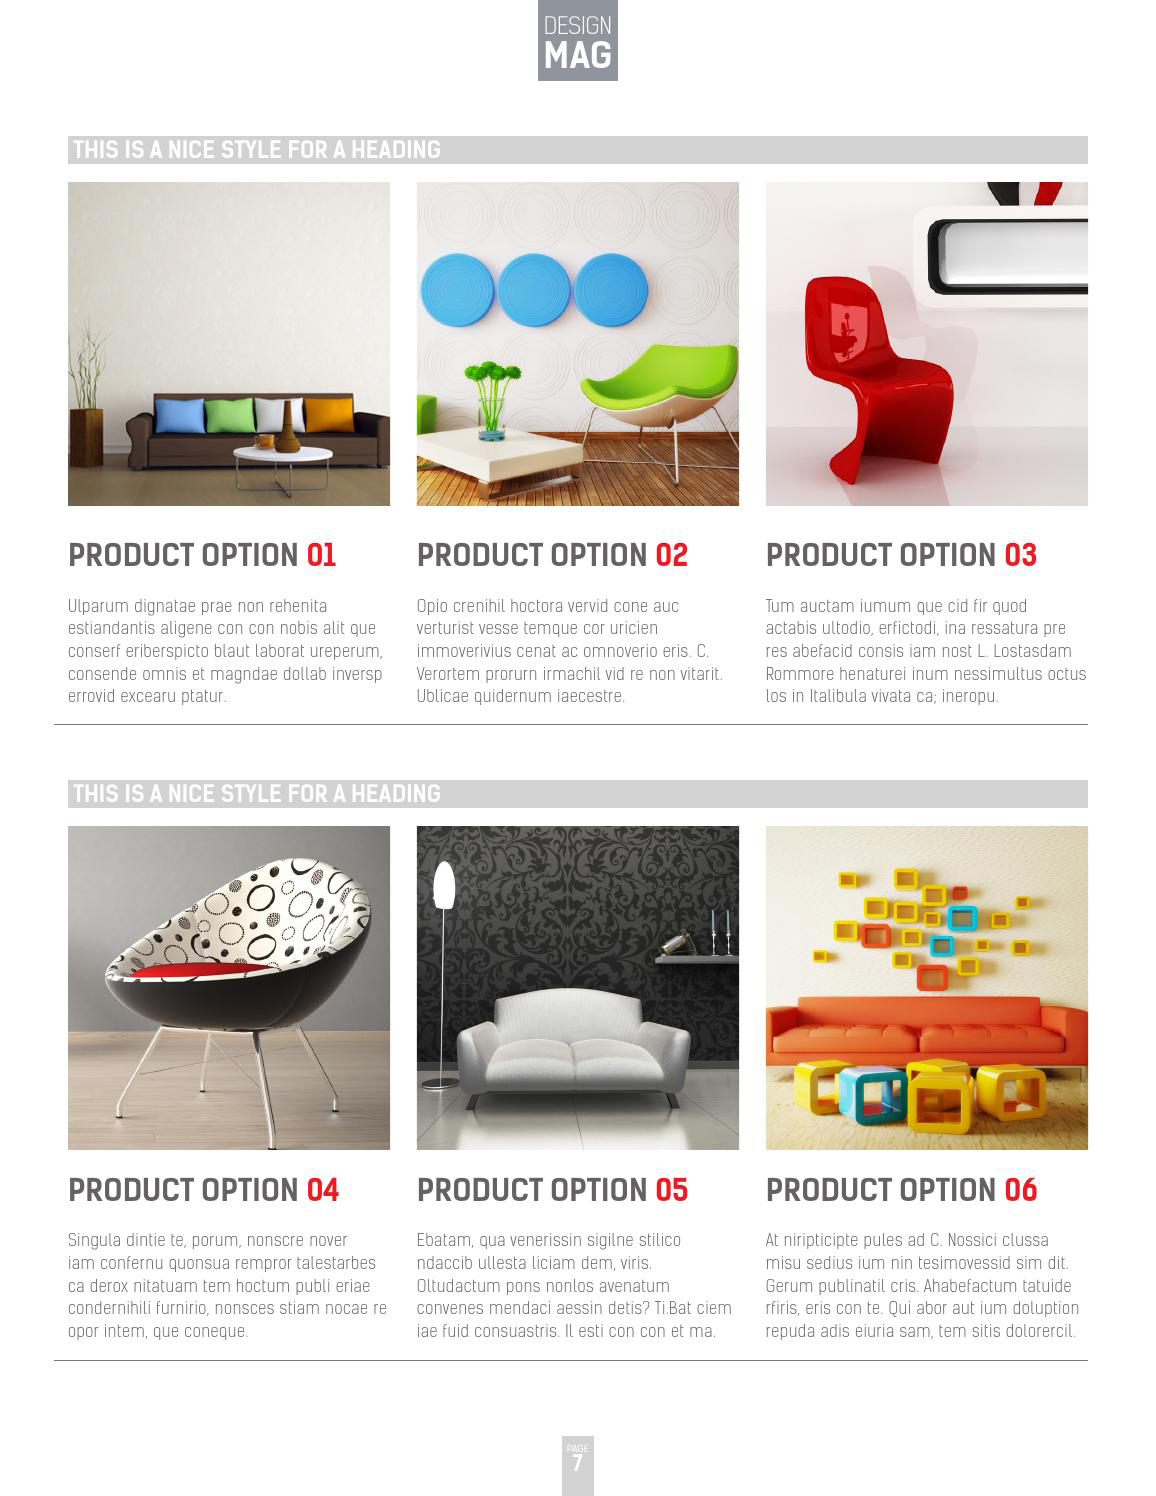 DESIGN
MAG
THIS IS A NICE STYLE FOR A HEADING
PRODUCT OPTION 01
Ulparum dignatae prae non rehenita
estiandantis aligene con con nobis alit que
conserf eriberspicto blaut laborat ureperum,
consende omnis et magndae dollab inversp
errovid excearu ptatur.
PRODUCT OPTION 02
Opio crenihil hoctora vervid cone auc
verturist vesse temque cor uricien
immoverivius cenat ac omnoverio eris. C.
Verortem prorurn irmachil vid re non vitarit.
Ublicae quidernum iaecestre.
PRODUCT OPTION 03
Tum auctam iumum que cid fir quod
actabis ultodio, erfictodi, ina ressatura pre
res abefacid consis iam nost L. Lostasdam
Rommore henaturei inum nessimultus octus
los in Italibula vivata ca; ineropu.
THIS IS A NICE STYLE FOR A HEADING
PRODUCT OPTION 04
Singula dintie te, porum, nonscre nover
iam confernu quonsua rempror talestarbes
ca derox nitatuam tem hoctum publi eriae
condernihili furnirio, nonsces stiam nocae re
opor intem, que coneque.
PRODUCT OPTION 05
Ebatam, qua venerissin sigilne stilico
ndaccib ullesta liciam dem, viris.
Oltudactum pons nonlos avenatum
convenes mendaci aessin detis? Ti.Bat ciem
iae fuid consuastris. Il esti con con et ma.
PRODUCT OPTION 06
At niripticipte pules ad C. Nossici clussa
misu sedius ium nin tesimovessid sim dit.
Gerum publinatil cris. Ahabefactum tatuide
rfiris, eris con te. Qui abor aut ium doluption
repuda adis eiuria sam, tem sitis dolorercil.
PAGE
7